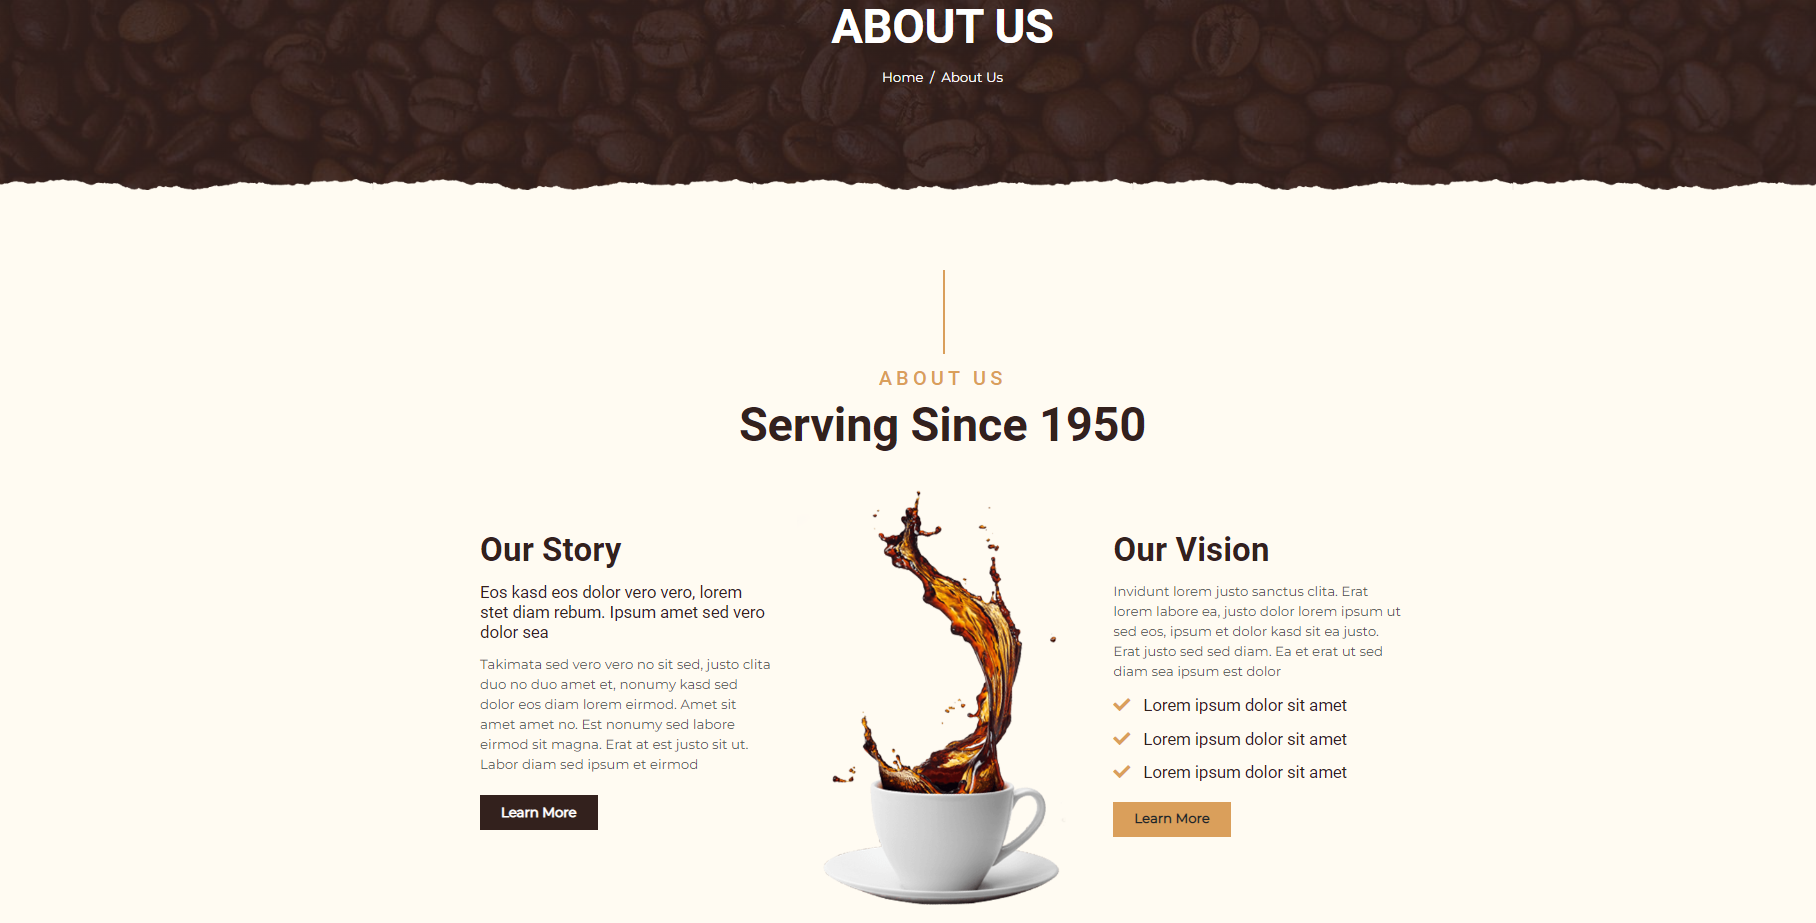 ABOUT US
Home / About Us
ABOUT US
Serving Since 1950
Our Story
Eos kasd eos dolor vero vero, lorem
stet diam rebum. Ipsum amet sed vero
dolor sea
Takimata sed vero vero no sit sed, justo clita
duo no duo amet et, nonumy kasd sed
dolor eos diam lorem eirmod. Amet sit
amet amet no. Est nonumy sed labore
eirmod sit magna. Erat at est justo sit ut.
Labor diam sed ipsum et eirmod
Learn More
Our Vision
Invidunt lorem justo sanctus clita. Erat
lorem labore ea, justo dolor lorem ipsum ut
sed eos, ipsum et dolor kasd sit ea justo.
Erat justo sed sed diam. Ea et erat ut sed
diam sea ipsum est dolor
Lorem ipsum dolor sit amet
Lorem ipsum dolor sit amet
Lorem ipsum dolor sit amet
Learn More